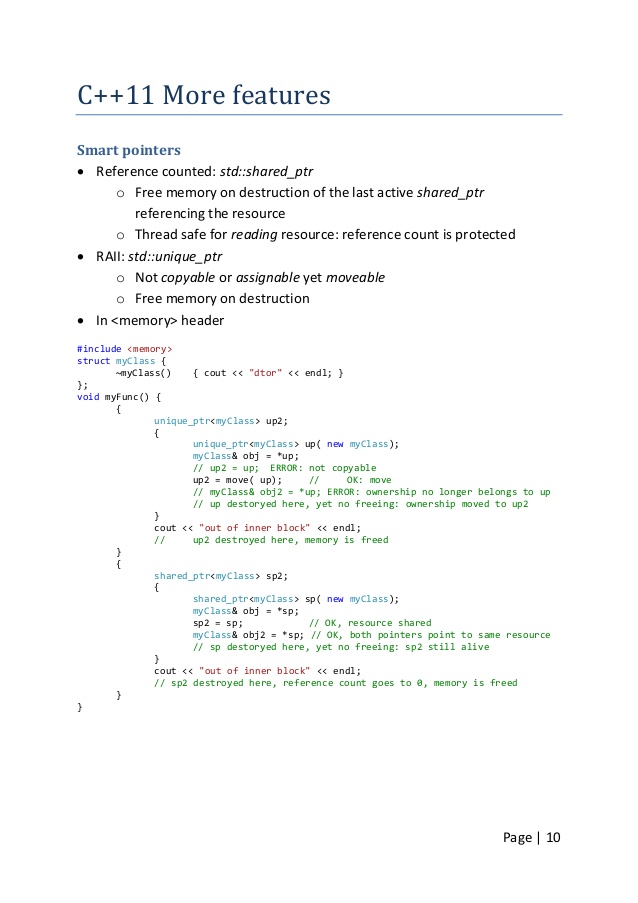 C++11 More features
Smart pointers
• Reference counted: std::shared_ptr
o Free memory on destruction of the last active shared_ptr
referencing the resource
o Thread safe for reading resource: reference count is protected
• RAII: std::unique_ptr
o Not copyable or assignable yet moveable
o Free memory on destruction
• In <memory> header
#include <memory>
struct myClass {
~myClass() { cout << "dtor" << endl; }
};
void myFunc() {
{
unique_ptr<myClass> up2;
{
unique_ptr<myClass> up( new myClass);
myClass& obj = *up;
// up2 = up; ERROR: not copyable
up2 = move( up); // OK: move
// myClass& obj2 = *up; ERROR: ownership no longer belongs to up
// up destoryed here, yet no freeing: ownership moved to up2
}
cout << "out of inner block" << endl;
// up2 destroyed here, memory is freed
}
{
shared_ptr<myClass> sp2;
{
shared_ptr<myClass> sp( new myClass);
myClass& obj = *sp;
sp2 = sp; // OK, resource shared
myClass& obj2 = *sp; // OK, both pointers point to same resource
// sp destoryed here, yet no freeing: sp2 still alive
}
cout << "out of inner block" << endl;
// sp2 destroyed here, reference count goes to 0, memory is freed
}
}
Page | 10